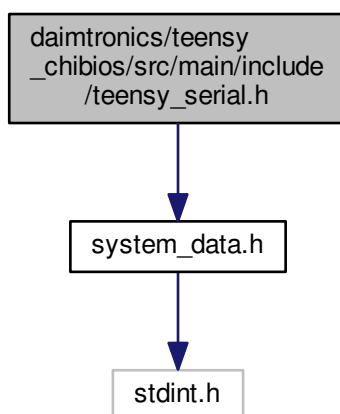 daimtronics/teensy
_chibios/src/main/include
/teensy_serial.h
system_data.h
stdint.h